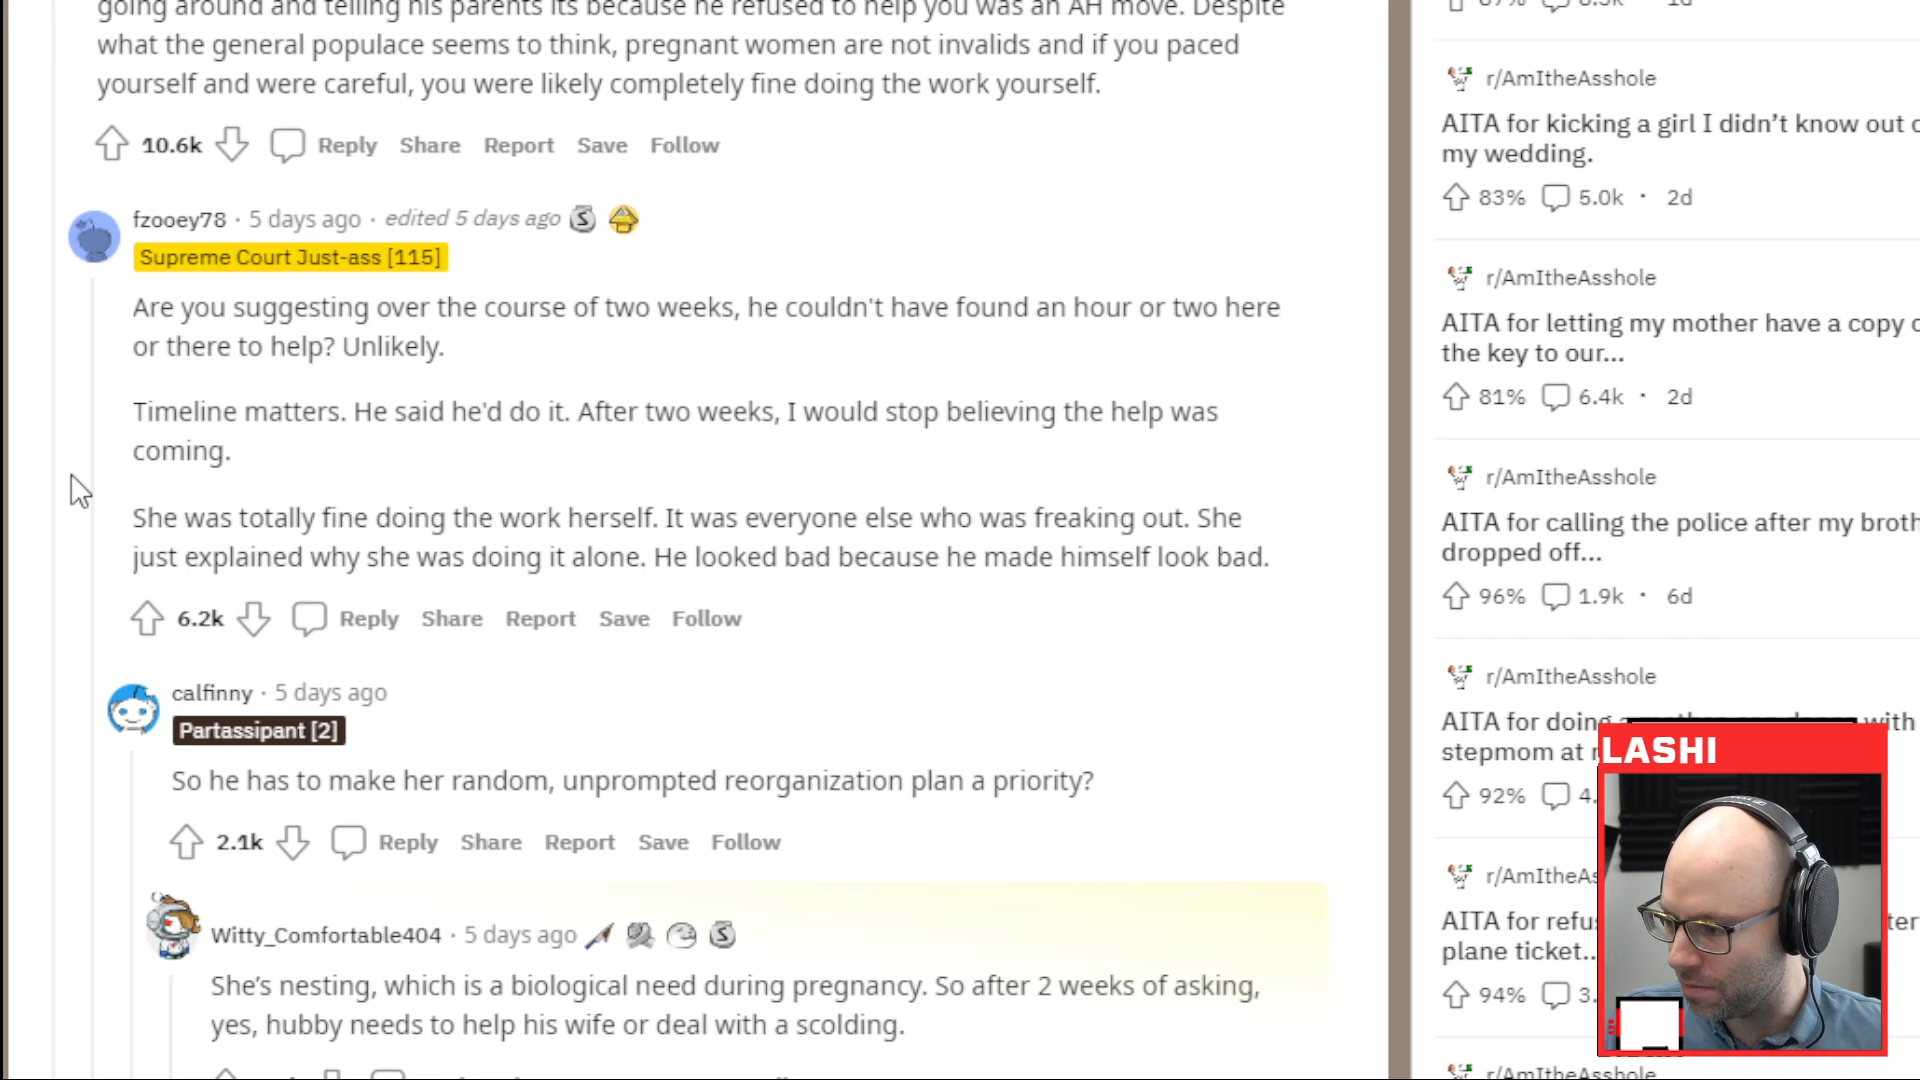 going around and telling his parents its because he refused to help you was an AH move. Despite
what the general populace seems to think, pregnant women are not invalids and if you paced
yourself and were careful, you were likely completely fine doing the work yourself.
10.6k Reply Share Report Save Follow
fzooey78 · 5 days ago · edited 5 days ago
Supreme Court Just-ass [115]
Are you suggesting over the course of two weeks, he couldn't have found an hour or two here
or there to help? Unlikely.
Timeline matters. He said he'd do it. After two weeks, I would stop believing the help was
coming.
She was totally fine doing the work herself. It was everyone else who was freaking out. She
just explained why she was doing it alone. He looked bad because he made himself look bad.
6.2k Reply Share Report Save Follow
calfinny · 5 days ago
Partassipant [2]
So he has to make her random, unprompted reorganization plan a priority?
2.1k Reply Share Report Save Follow
Witty_Comfortable404 · 5 days ago
She's nesting, which is a biological need during pregnancy. So after 2 weeks of asking,
yes, hubby needs to help his wife or deal with a scolding.
r/AmItheAsshole
AITA for kicking a girl I didn't know out
my wedding.
83% 5.0k · 2d
r/AmItheAsshole
AITA for letting my mother have a copy
the key to our...
81% 6.4k · 2d
r/AmItheAsshole
AITA for calling the police after my broth
dropped off...
96% 1.9k · 6d
r/AmItheAsshole
AITA for doing with
stepmom at
92% 4.
r/AmItheAs
AITA for refu ter
plane ticket..
94% 3.
r/AmItheAsshole
LASHI